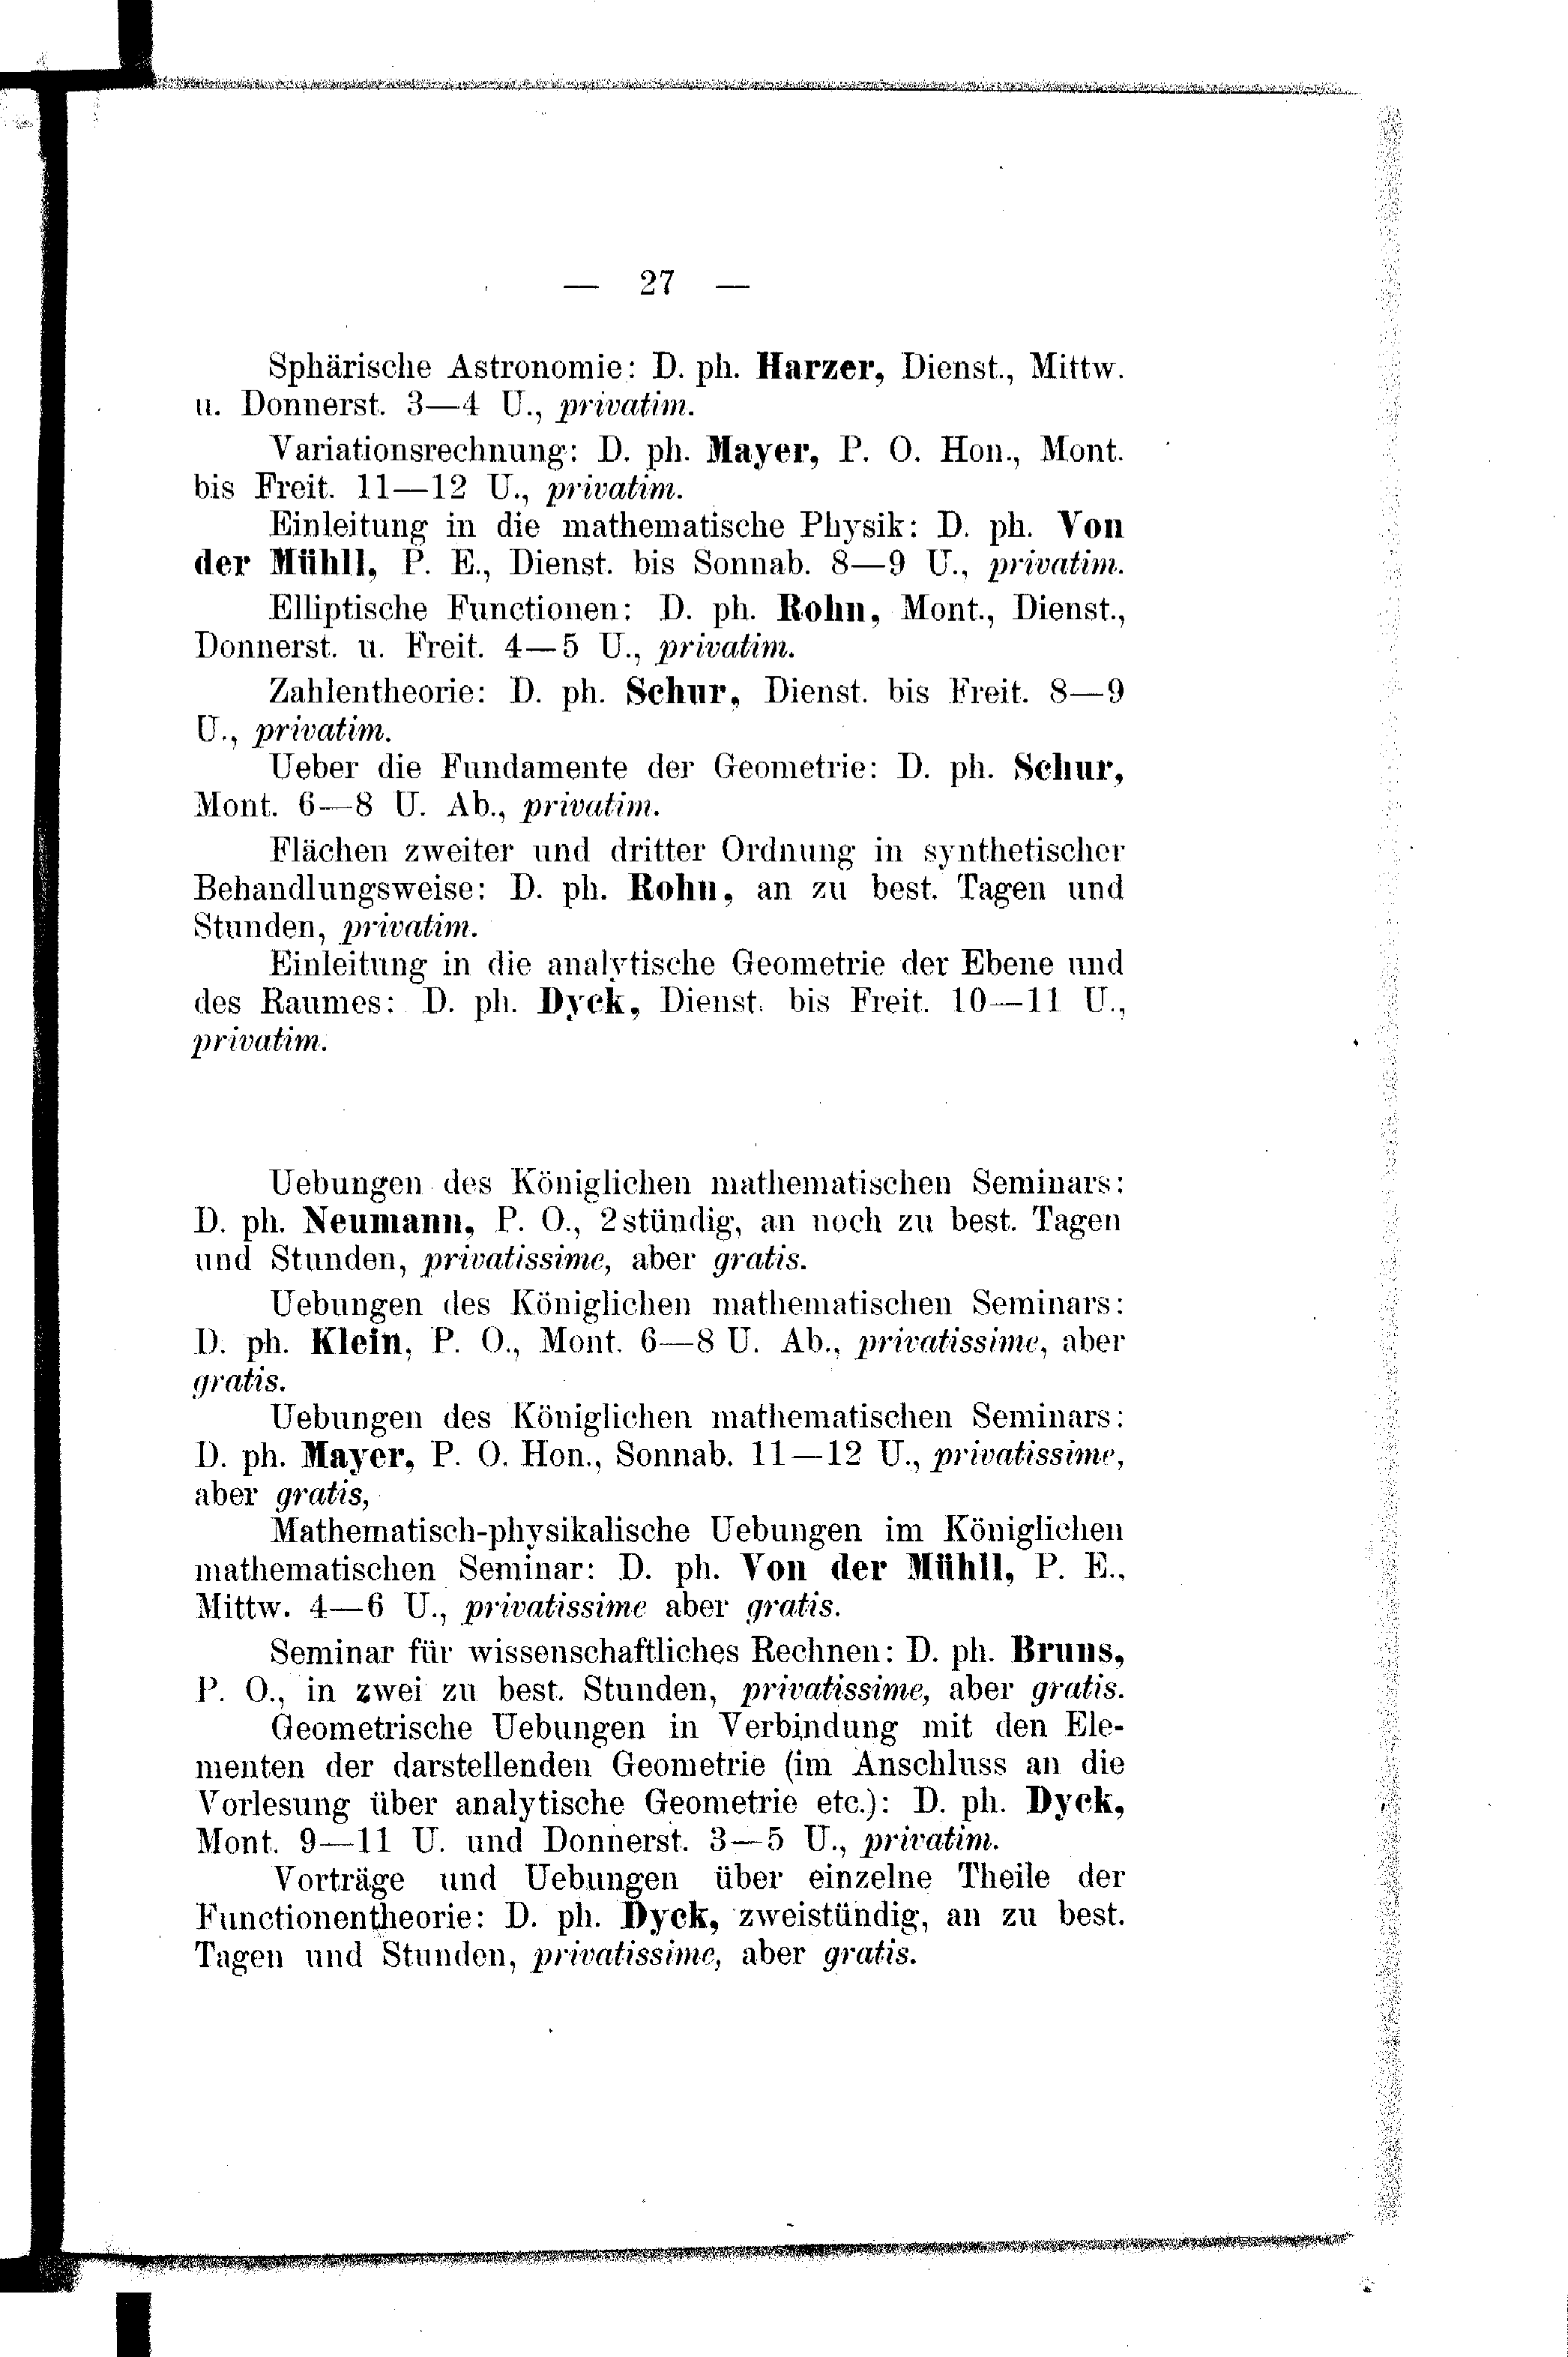 — 27 —
Sphärische Astronomie: D. ph. Harzer, Dienst., Mittw.
u. Donnerst. 3—4 U., privatim.
Variationsrechnung: D. ph. Mayer, P. O. Hon., Mont.
bis Freit. 11—12 U., privatim.
Einleitung in die mathematische Physik: D. ph. Von
der Mühll, P. E., Dienst. bis Sonnab. 8—9 U., privatim.
Elliptische Functionen: D. ph. Rohn, Mont., Dienst.,
Donnerst. u. Freit. 4—5 U., privatim.
Zahlentheorie: D. ph. Schur, Dienst. bis Freit. 8—9
U., privatim.
Ueber die Fundamente der Geometrie: D. ph. Schur,
Mont. 6—8 U. Ab., privatim.
Flächen zweiter und dritter Ordnung in synthetischer
Behandlungsweise: D. ph. Rohn, an zu best. Tagen und
Stunden, privatim.
Einleitung in die analytische Geometrie der Ebene und
des Raumes: D. ph. Dyck, Dienst. bis Freit. 10—11 U.,
privatim.
Uebungen des Königlichen mathematischen Seminars:
D. ph. Neumann, P. O., 2stündig, an noch zu best. Tagen
und Stunden, privatissime, aber gratis.
Uebungen des Königlichen mathematischen Seminars:
D. ph. Klein, P. O., Mont. 6—8 U. Ab., privatissime, aber
gratis.
Uebungen des Königlichen mathematischen Seminars:
D. ph. Mayer, P. O. Hon., Sonnab. 11—12 U., privatissime,
aber gratis,
Mathematisch-physikalische Uebungen im Königlichen
mathematischen Seminar: D. ph. Von der Mühll, P. E.,
Mittw. 4—6 U., privatissime aber gratis.
Seminar für wissenschaftliches Rechnen: D. ph. Bruns,
P. O., in zwei zu best. Stunden, privatissime, aber gratis.
Geometrische Uebungen in Verbindung mit den Ele-
menten der darstellenden Geometrie (im Anschluss an die
Vorlesung über analytische Geometrie etc.): D. ph. Dyck,
Mont. 9—11 U. und Donnerst. 3—5 U., privatim.
Vorträge und Uebungen über einzelne Theile der
Functionentheorie: D. ph. Dyck, zweistündig, an zu best.
Tagen und Stunden, privatissime, aber gratis.